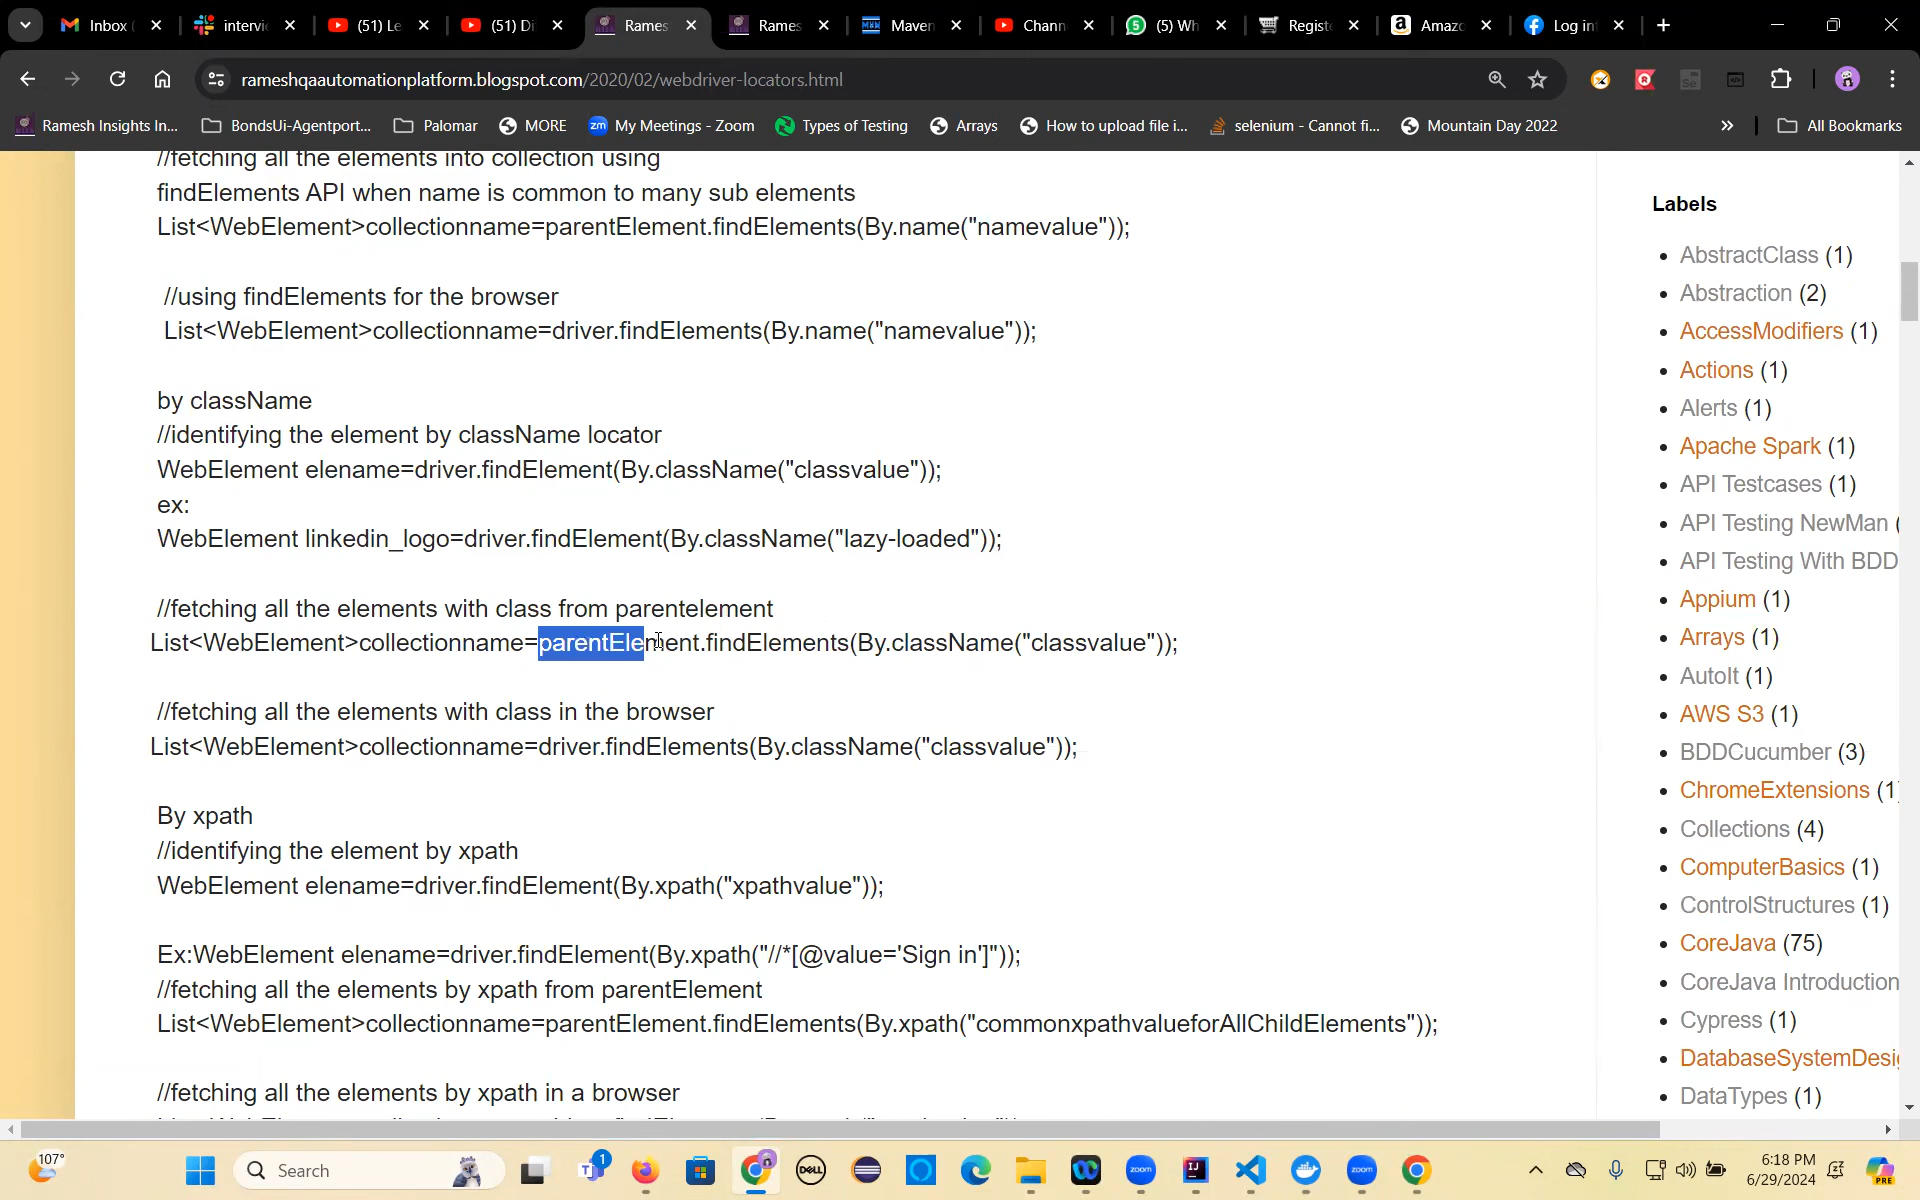 Inbox (
intervie
(51) Le
(51) Di
Rames
Rames
Maven
Chann
(5) Wh
Registe
Amazo
Log int
rameshqaautomationplatform.blogspot.com/2020/02/webdriver-locators.html
Ramesh Insights In...
BondsUi-Agentport...
Palomar
MORE
zm
My Meetings - Zoom
Types of Testing
Arrays
How to upload file i...
selenium - Cannot fi...
Mountain Day 2022
All Bookmarks
//fetching all the elements into collection using
findElements API when name is common to many sub elements
List<WebElement>collectionname=parentElement.findElements(By.name("namevalue"));
//using findElements for the browser
List<WebElement>collectionname=driver.findElements(By.name("namevalue"));
by className
//identifying the element by className locator
WebElement elename=driver.findElement(By.className("classvalue"));
ex:
WebElement linkedin_logo=driver.findElement(By.className("lazy-loaded"));
//fetching all the elements with class from parentelement
List<WebElement>collectionname=parentElement.findElements(By.className("classvalue"));
//fetching all the elements with class in the browser
List<WebElement>collectionname=driver.findElements(By.className("classvalue"));
By xpath
//identifying the element by xpath
WebElement elename=driver.findElement(By.xpath("xpathvalue"));
Ex:WebElement elename=driver.findElement(By.xpath("//*[@value='Sign in']"));
//fetching all the elements by xpath from parentElement
List<WebElement>collectionname=parentElement.findElements(By.xpath("commonxpathvalueforAllChildElements"));
//fetching all the elements by xpath in a browser
Labels
AbstractClass (1)
Abstraction (2)
AccessModifiers (1)
Actions (1)
Alerts (1)
Apache Spark (1)
API Testcases (1)
API Testing NewMan (
API Testing With BDD
Appium (1)
Arrays (1)
AutoIt (1)
AWS S3 (1)
BDDCucumber (3)
ChromeExtensions (1)
Collections (4)
ComputerBasics (1)
ControlStructures (1)
CoreJava (75)
CoreJava Introduction
Cypress (1)
DatabaseSystemDesig
DataTypes (1)
107°
Search
1
DELL
zoom
IJ
zoom
6:18 PM
6/29/2024
PRE